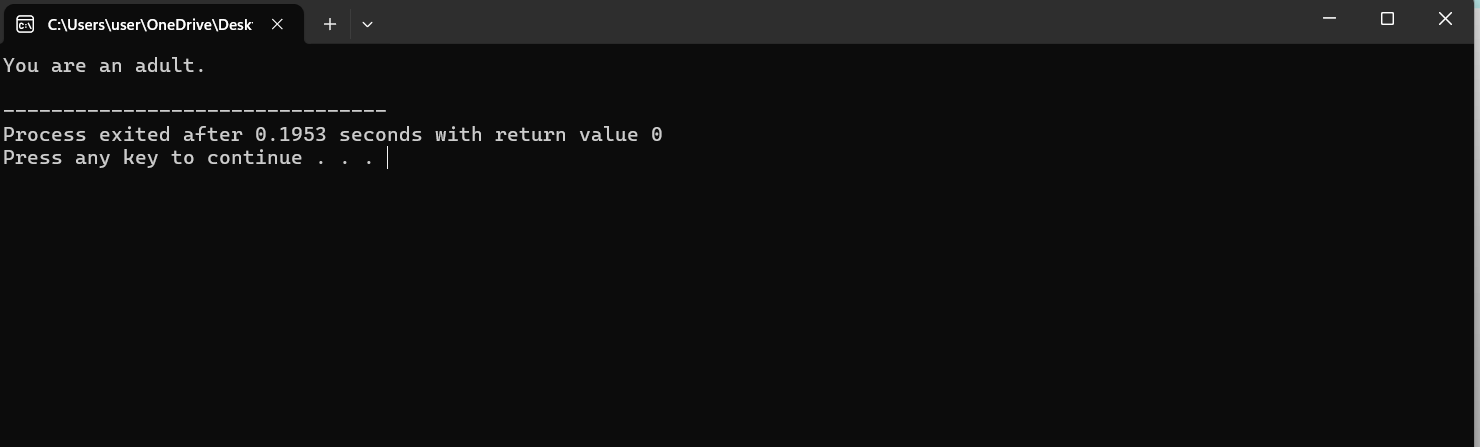 C:\Users\user\OneDrive\Desk
You are an adult.
--------------------------------
Process exited after 0.1953 seconds with return value 0
Press any key to continue . . .